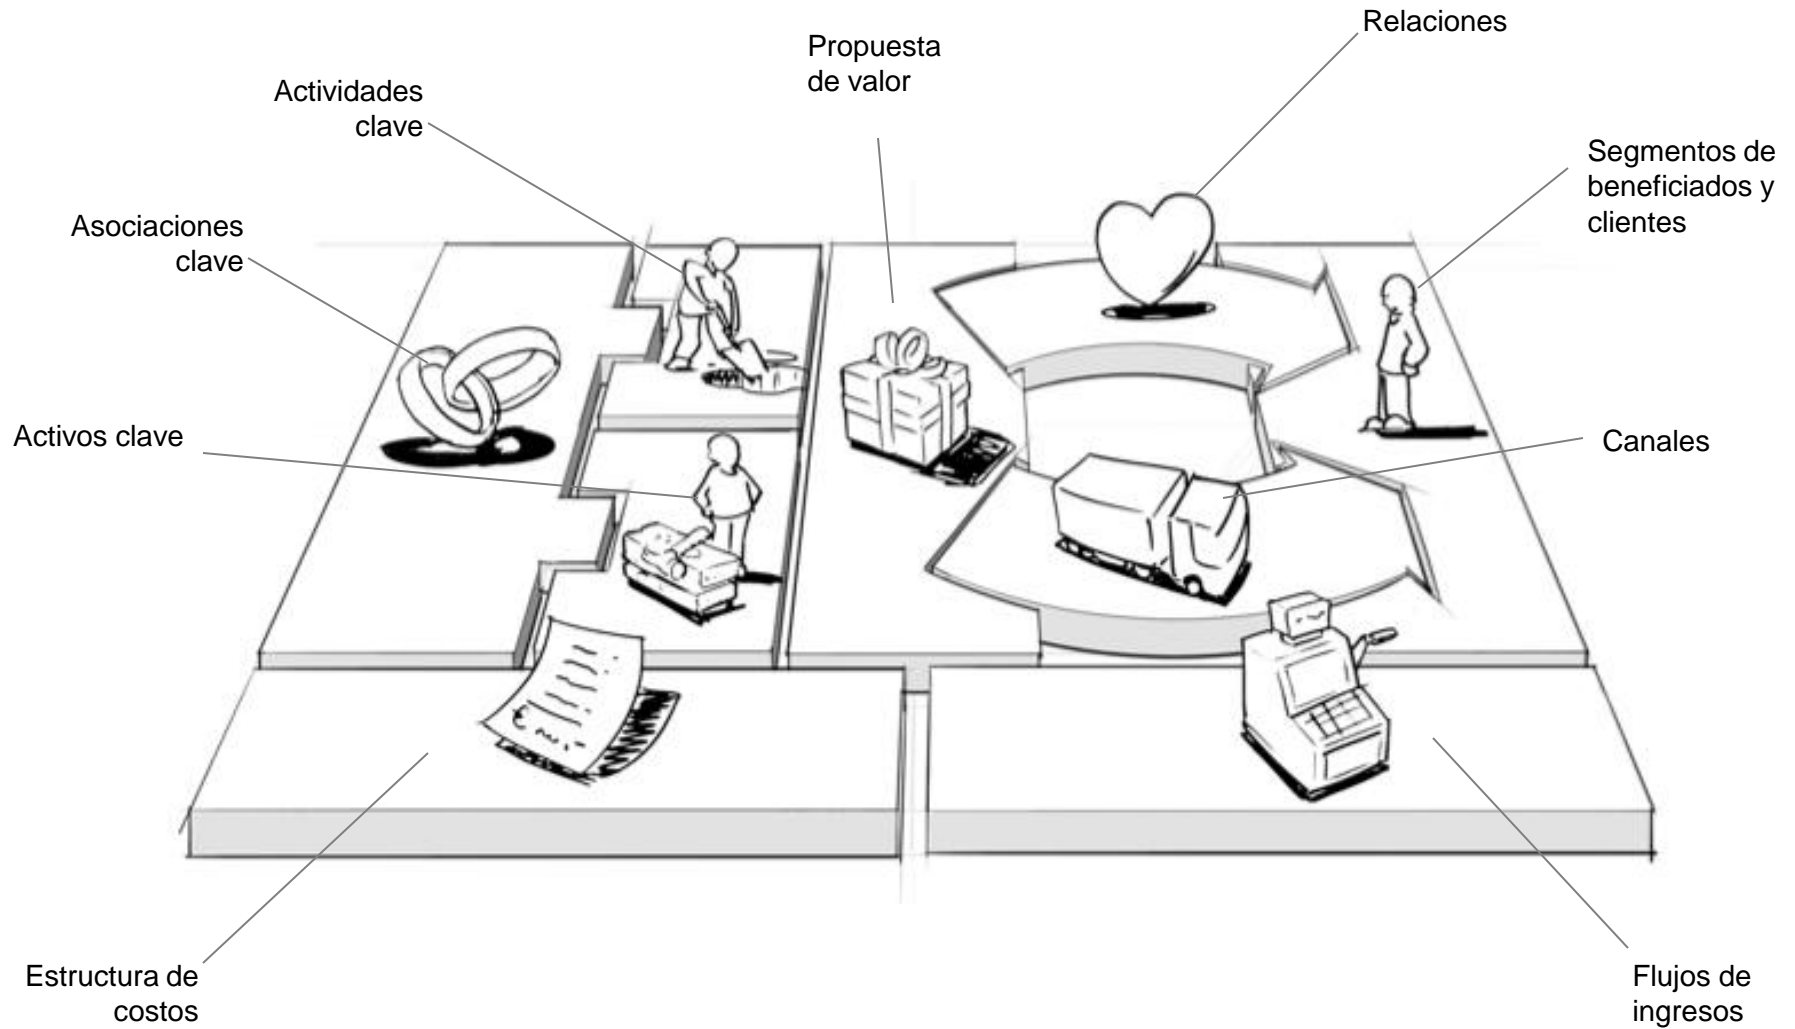 Relaciones
Propuesta
de valor
Actividades
clave
Segmentos de
beneficiados y
clientes
Asociaciones
clave
Activos clave
Canales
Estructura de
costos
Flujos de
ingresos